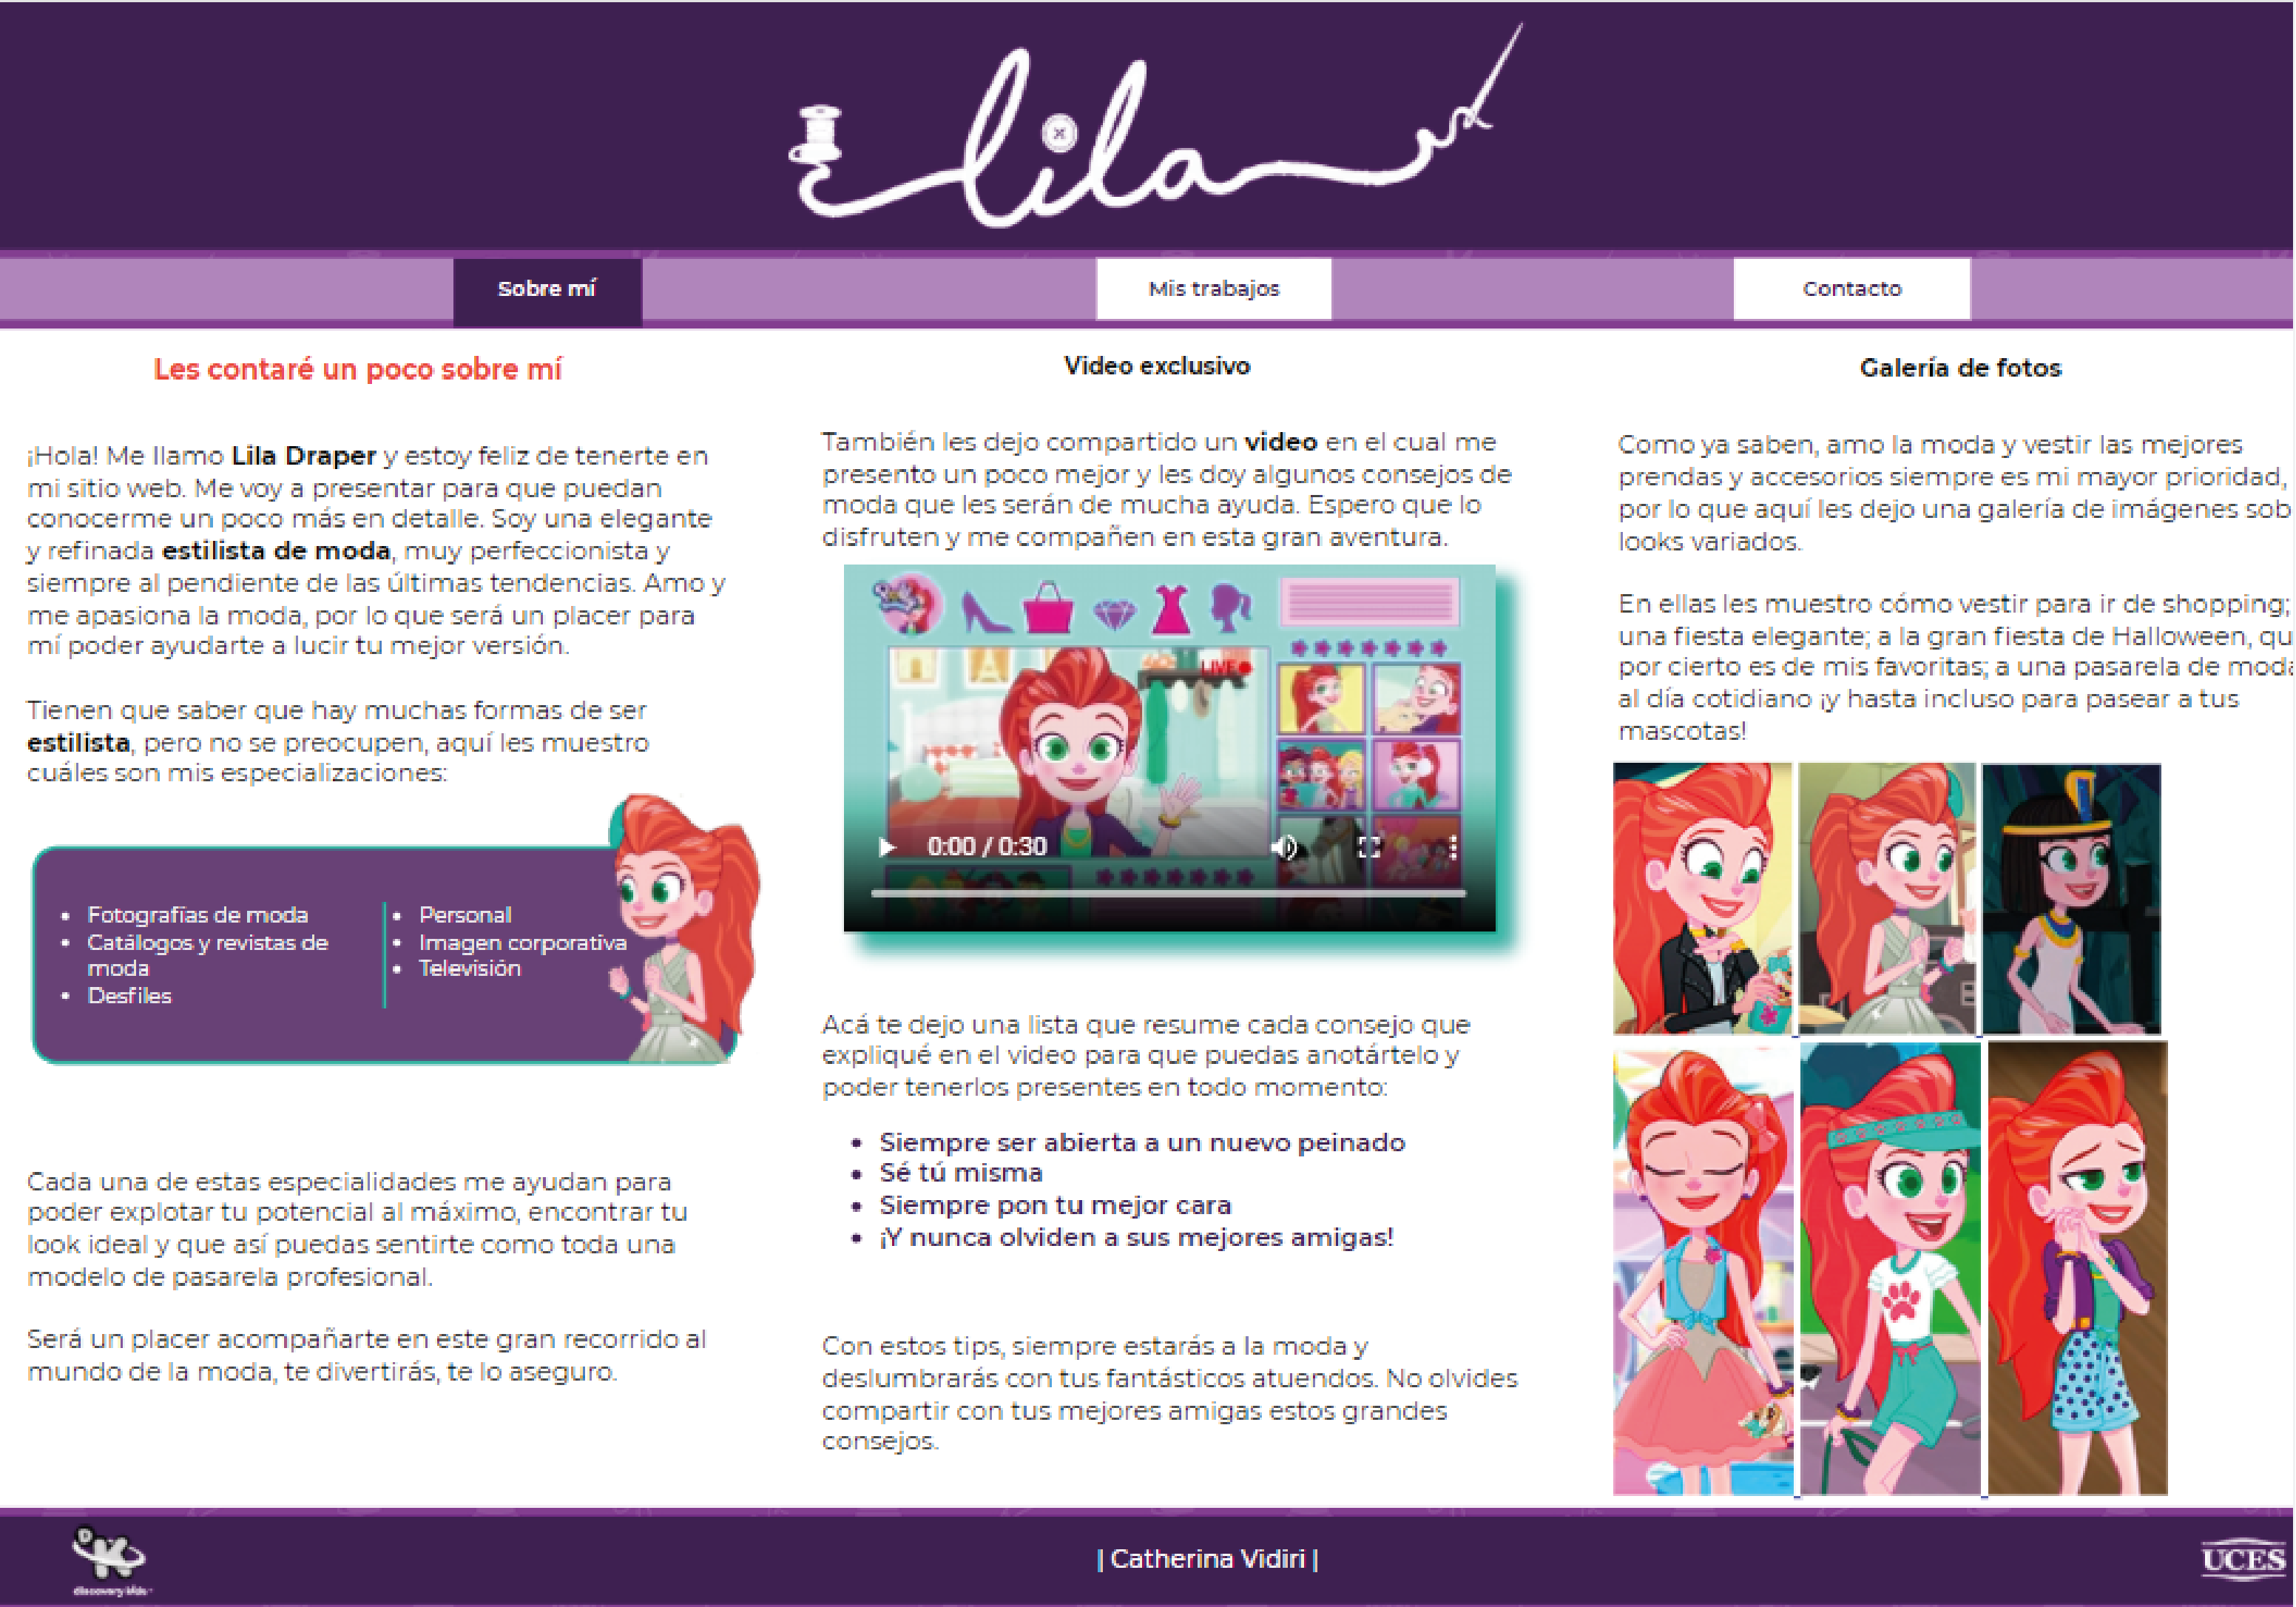 lila
Sobre mí
Mis trabajos
Contacto
Les contaré un poco sobre mí
¡Hola! Me llamo Lila Draper y estoy feliz de tenerte en
mi sitio web. Me voy a presentar para que puedan
conocerme un poco más en detalle. Soy una elegante
y refinada estilista de moda, muy perfeccionista y
siempre al pendiente de las últimas tendencias. Amo y
me apasiona la moda, por lo que será un placer para
mí poder ayudarte a lucir tu mejor versión.
Tienen que saber que hay muchas formas de ser
estilista, pero no se preocupen, aquí les muestro
cuáles son mis especializaciones:
• Fotografías de moda
• Catálogos y revistas de
moda
• Desfiles
• Personal
• Imagen corporativa
• Televisión
Cada una de estas especialidades me ayudan para
poder explotar tu potencial al máximo, encontrar tu
look ideal y que así puedas sentirte como toda una
modelo de pasarela profesional.
Será un placer acompañarte en este gran recorrido al
mundo de la moda, te divertirás, te lo aseguro.
Video exclusivo
También les dejo compartido un video en el cual me
presento un poco mejor y les doy algunos consejos de
moda que les serán de mucha ayuda. Espero que lo
disfruten y me compañen en esta gran aventura.
LIVE
0:00 / 0:30
Acá te dejo una lista que resume cada consejo que
expliqué en el video para que puedas anotártelo y
poder tenerlos presentes en todo momento:
• Siempre ser abierta a un nuevo peinado
• Sé tú misma
• Siempre pon tu mejor cara
• ¡Y nunca olviden a sus mejores amigas!
Con estos tips, siempre estarás a la moda y
deslumbrarás con tus fantásticos atuendos. No olvides
compartir con tus mejores amigas estos grandes
consejos.
Galería de fotos
Como ya saben, amo la moda y vestir las mejores
prendas y accesorios siempre es mi mayor prioridad,
por lo que aquí les dejo una galería de imágenes sob
looks variados.
En ellas les muestro cómo vestir para ir de shopping;
una fiesta elegante; a la gran fiesta de Halloween, qu
por cierto es de mis favoritas; a una pasarela de moda
al día cotidiano ¡y hasta incluso para pasear a tus
mascotas!
DK
discovery kids
| Catherina Vidiri |
UCES